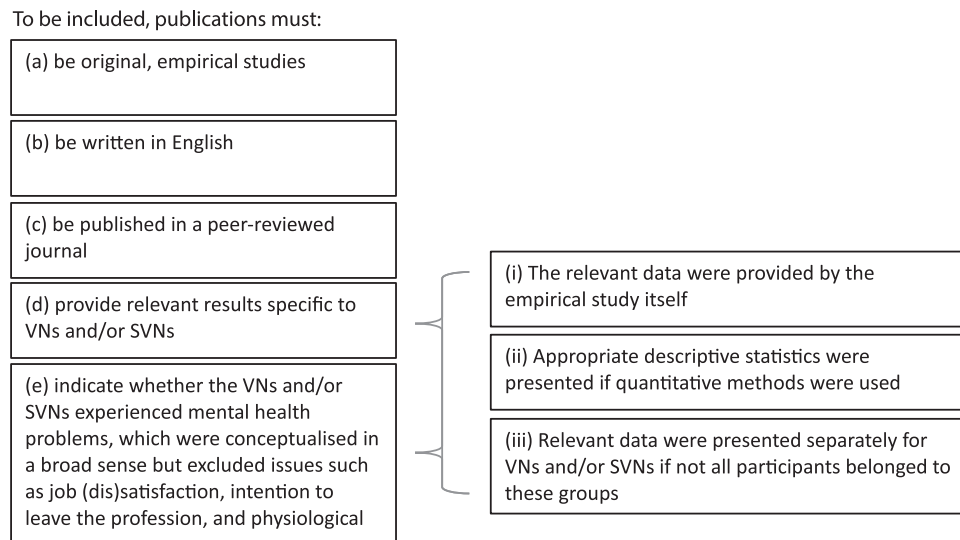 To be included, publications must:
(a) be original, empirical studies
(b) be written in English
(c) be published in a peer-reviewed
journal
(d) provide relevant results specific to
VNs and/or SVNs
(e) indicate whether the VNs and/or
SVNs experienced mental health
problems, which were conceptualised in
a broad sense but excluded issues such
as job (dis)satisfaction, intention to
leave the profession, and physiological
(i) The relevant data were provided by the
empirical study itself
(ii) Appropriate descriptive statistics were
presented if quantitative methods were used
(iii) Relevant data were presented separately for
VNs and/or SVNs if not all participants belonged to
these groups